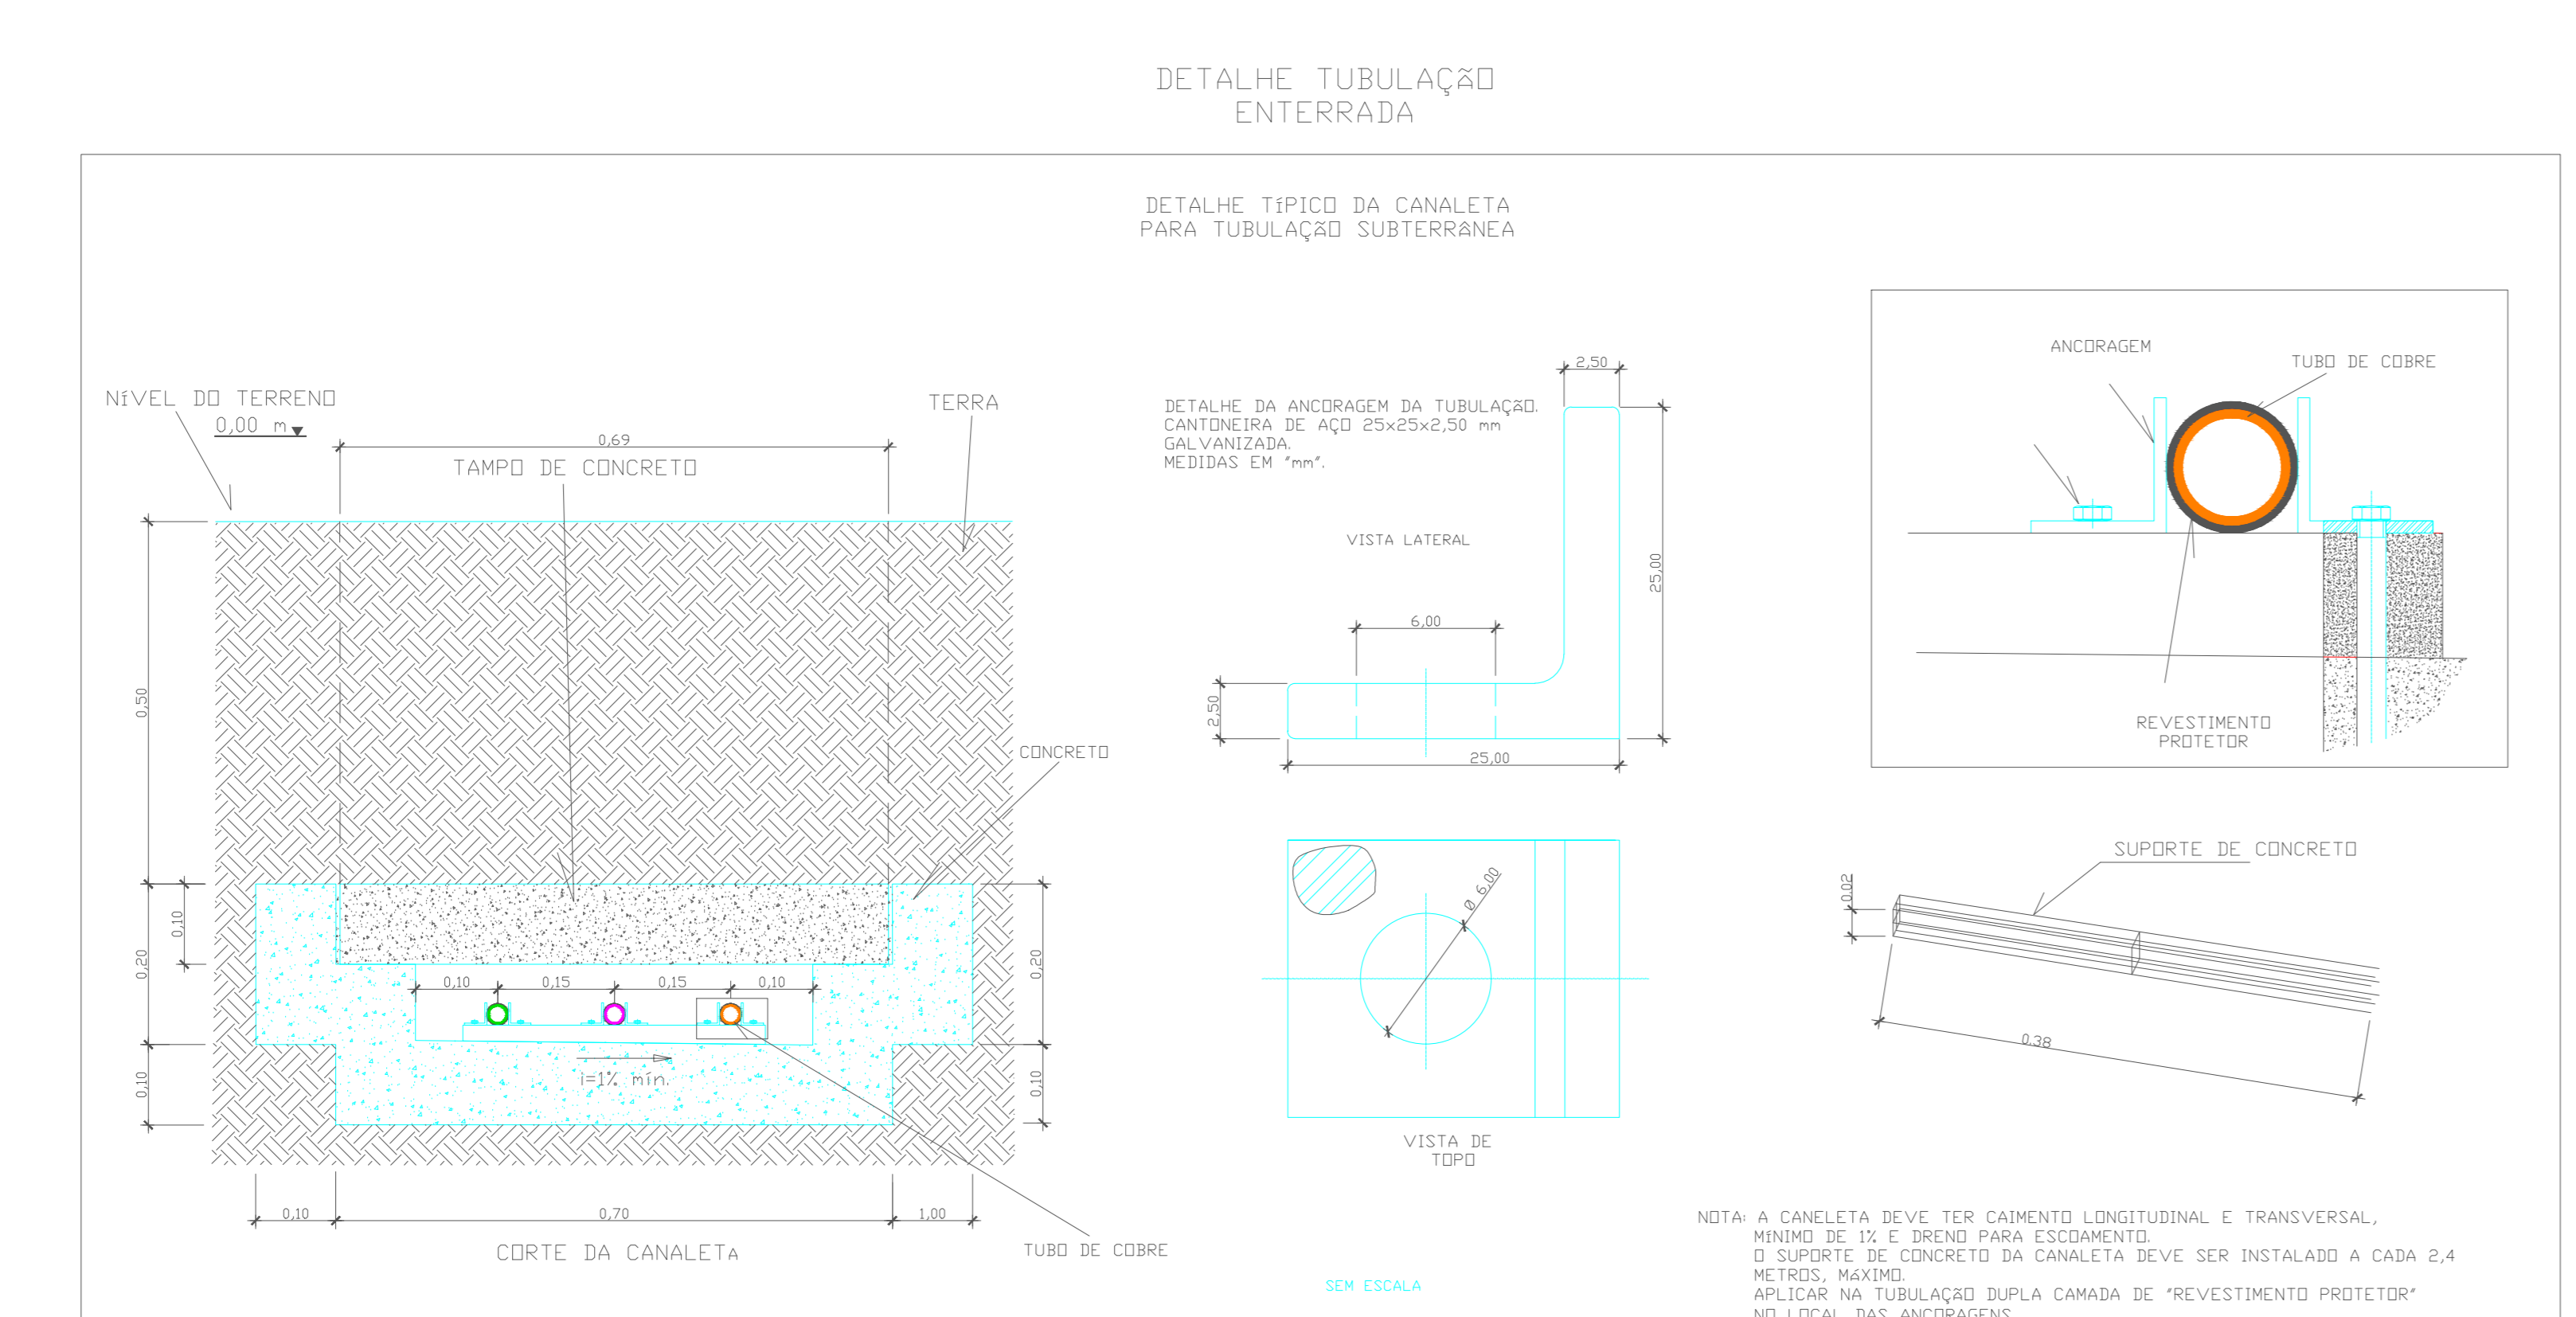 DETALHE TUBULAÇÃO
ENTERRADA
DETALHE TíPICO DA CANALETA
PARA TUBULAÇÃO SUBTERRÂNEA
NíVEL DO TERRENO
0,00 m
TERRA
0,69
TAMPO DE CONCRETO
0,50
CONCRETO
0,10
0,20
0,10
0,20
0,10
0,10
0,15
0,15
0,10
i=1% mín.
0,10
0,70
1,00
CORTE DA CANALETA
TUBO DE COBRE
DETALHE DA ANCORAGEM DA TUBULAÇÃO.
CANTONEIRA DE AÇO 25x25x2,50 mm
GALVANIZADA.
MEDIDAS EM "mm".
2,50
VISTA LATERAL
25,00
6,00
2,50
25,00
Ø 6,00
VISTA DE
TOPO
SEM ESCALA
ANCORAGEM
TUBO DE COBRE
REVESTIMENTO
PROTETOR
SUPORTE DE CONCRETO
0.02
0.38
NOTA: A CANELETA DEVE TER CAIMENTO LONGITUDINAL E TRANSVERSAL,
MíNIMO DE 1% E DRENO PARA ESCOAMENTO.
O SUPORTE DE CONCRETO DA CANALETA DEVE SER INSTALADO A CADA 2,4
METROS, MáXIMO.
APLICAR NA TUBULAÇÃO DUPLA CAMADA DE "REVESTIMENTO PROTETOR"
NO LOCAL DAS ANCORAGENS